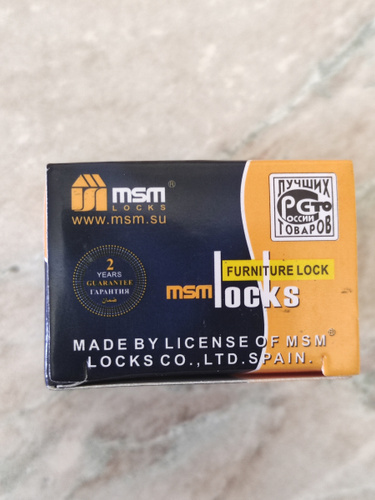 msm®
LOCKS
www.msm.su
ЛУЧШИХ
РСТ
РОССИИ
ТОВАРОВ
2
YEARS
GUARANTEE
ГАРАНТИЯ
ضمان
FURNITURE LOCK
msm locks
MADE BY LICENSE OF MSM®
LOCKS CO.,LTD.SPAIN.